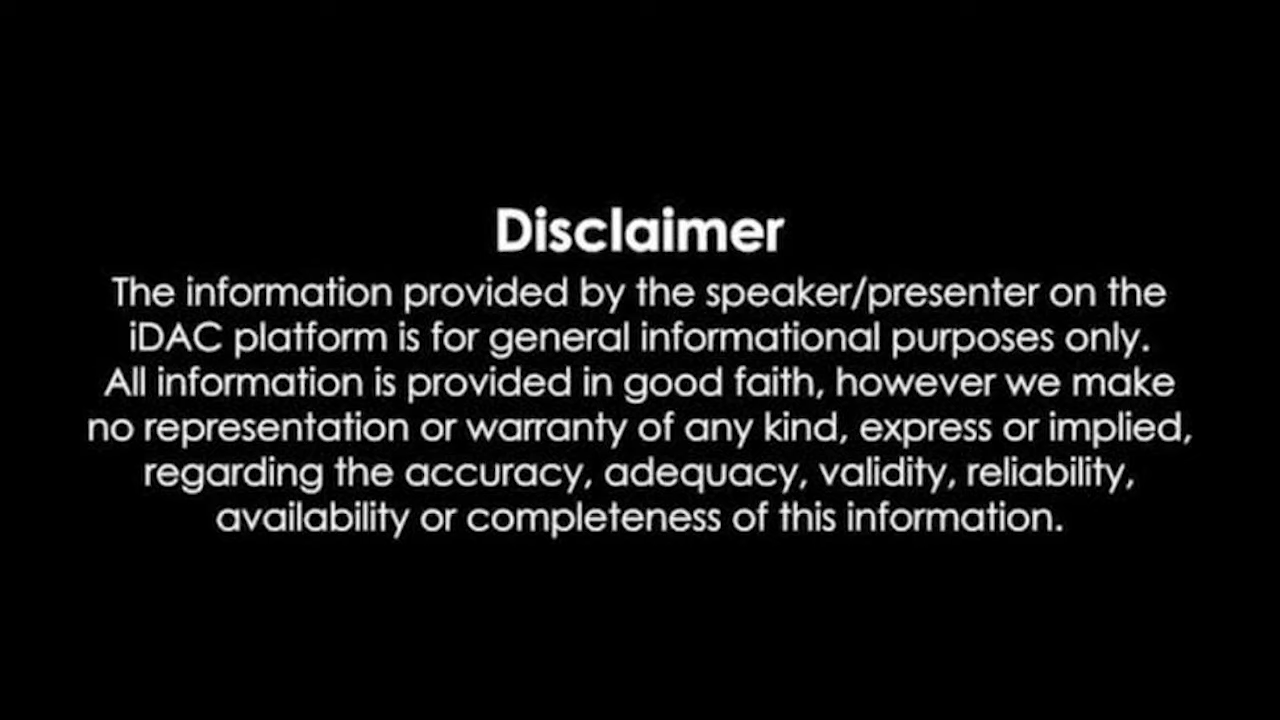 Disclaimer
The information provided by the speaker/presenter on the
iDAC platform is for general informational purposes only.
All information is provided in good faith, however we make
no representation or warranty of any kind, express or implied,
regarding the accuracy, adequacy, validity, reliability,
availability or completeness of this information.